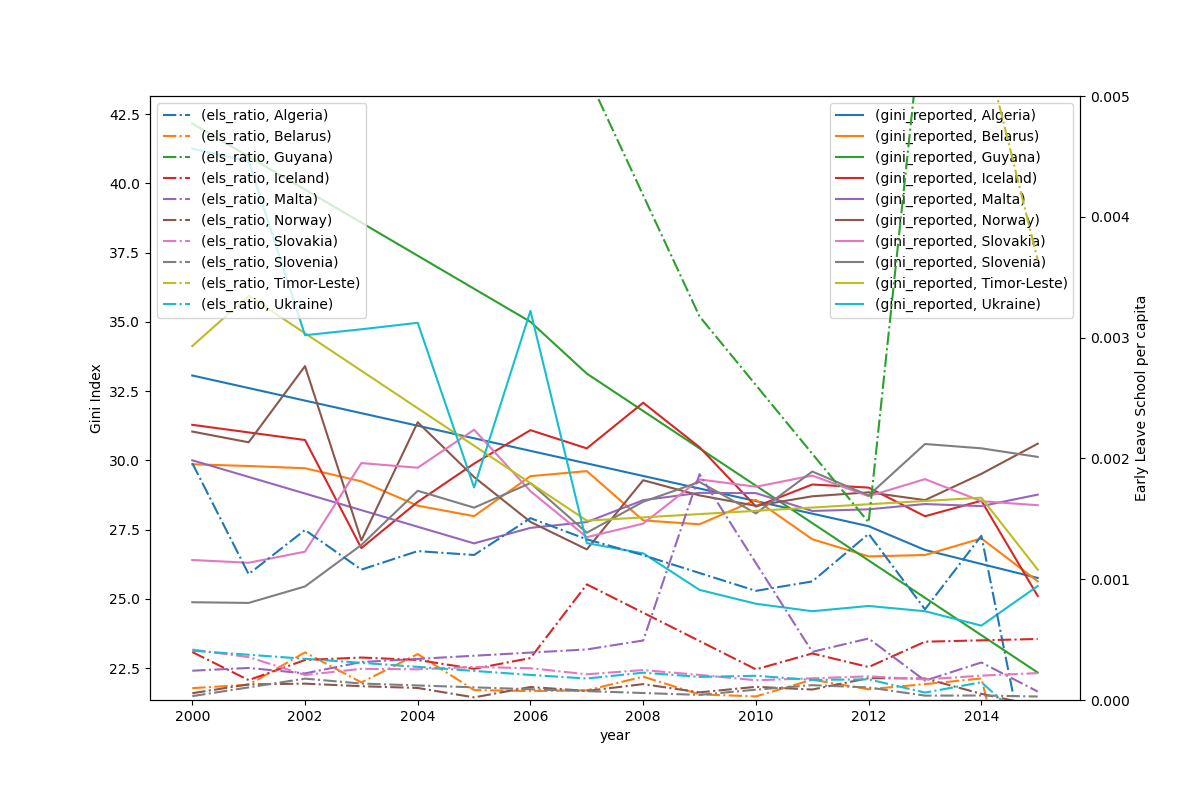 (els_ratio, Algeria)
(els_ratio, Belarus)
(els_ratio, Guyana)
(els_ratio, Iceland)
(els_ratio, Malta)
(els_ratio, Norway)
(els_ratio, Slovakia)
(els_ratio, Slovenia)
(els_ratio, Timor-Leste)
(els_ratio, Ukraine)
(gini_reported, Algeria)
(gini_reported, Belarus)
(gini_reported, Guyana)
(gini_reported, Iceland)
(gini_reported, Malta)
(gini_reported, Norway)
(gini_reported, Slovakia)
(gini_reported, Slovenia)
(gini_reported, Timor-Leste)
(gini_reported, Ukraine)
42.5
40.0
37.5
35.0
32.5
30.0
27.5
25.0
22.5
Gini Index
0.005
0.004
0.003
0.002
0.001
0.000
Early Leave School per capita
2000
2002
2004
2006
2008
2010
2012
2014
year